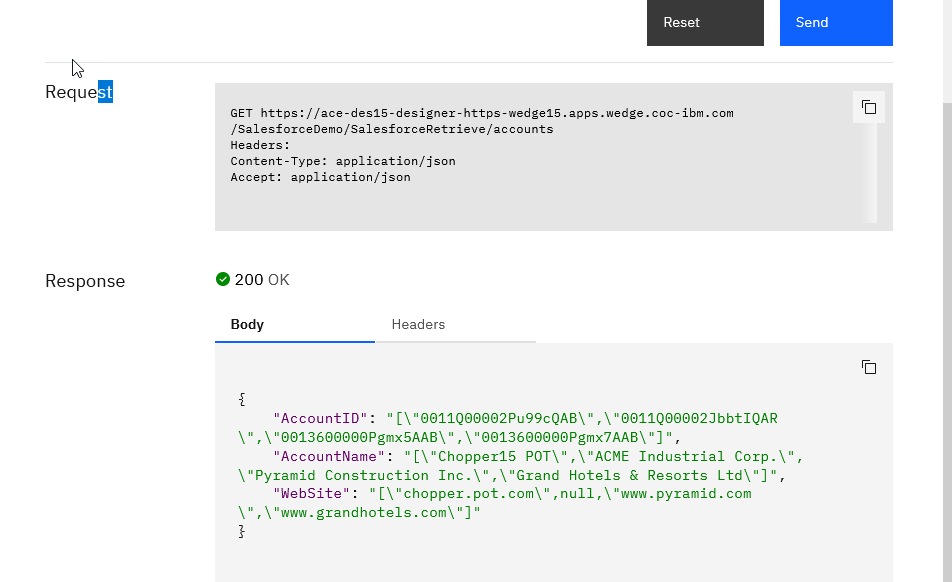 Reset
Send
Request
GET https://ace-des15-designer-https-wedge15.apps.wedge.coc-ibm.com
/SalesforceDemo/SalesforceRetrieve/accounts
Headers:
Content-Type: application/json
Accept: application/json
Response
200 OK
Body
Headers
{
"AccountID": "[\"0011Q00002Pu99cQAB\",\"0011Q00002JbbtIQAR
\",\"0013600000Pgmx5AAB\",\"0013600000Pgmx7AAB\"]",
"AccountName": "[\"Chopper15 POT\",\"ACME Industrial Corp.\",
\"Pyramid Construction Inc.\",\"Grand Hotels & Resorts Ltd\"]",
"WebSite": "[\"chopper.pot.com\",null,\"www.pyramid.com
\",\"www.grandhotels.com\"]"
}